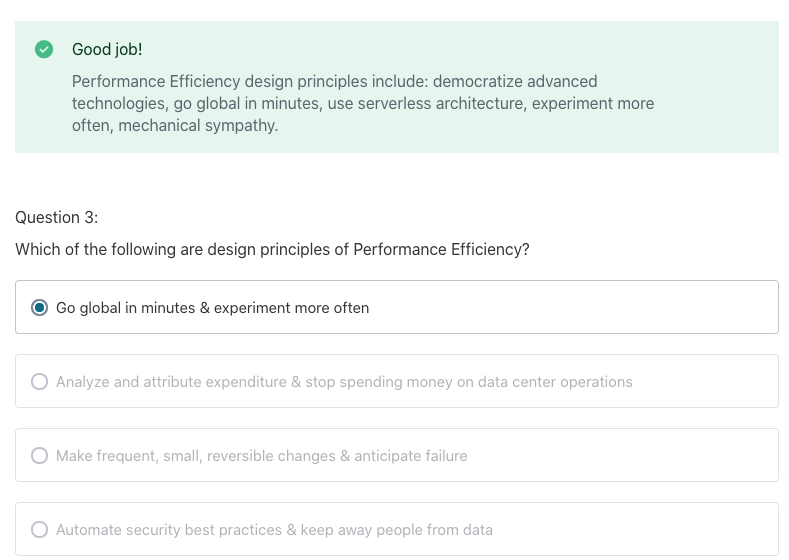 Good job!
Performance Efficiency design principles include: democratize advanced
technologies, go global in minutes, use serverless architecture, experiment more
often, mechanical sympathy.
Question 3:
Which of the following are design principles of Performance Efficiency?
Go global in minutes & experiment more often
Analyze and attribute expenditure & stop spending money on data center operations
Make frequent, small, reversible changes & anticipate failure
Automate security best practices & keep away people from data